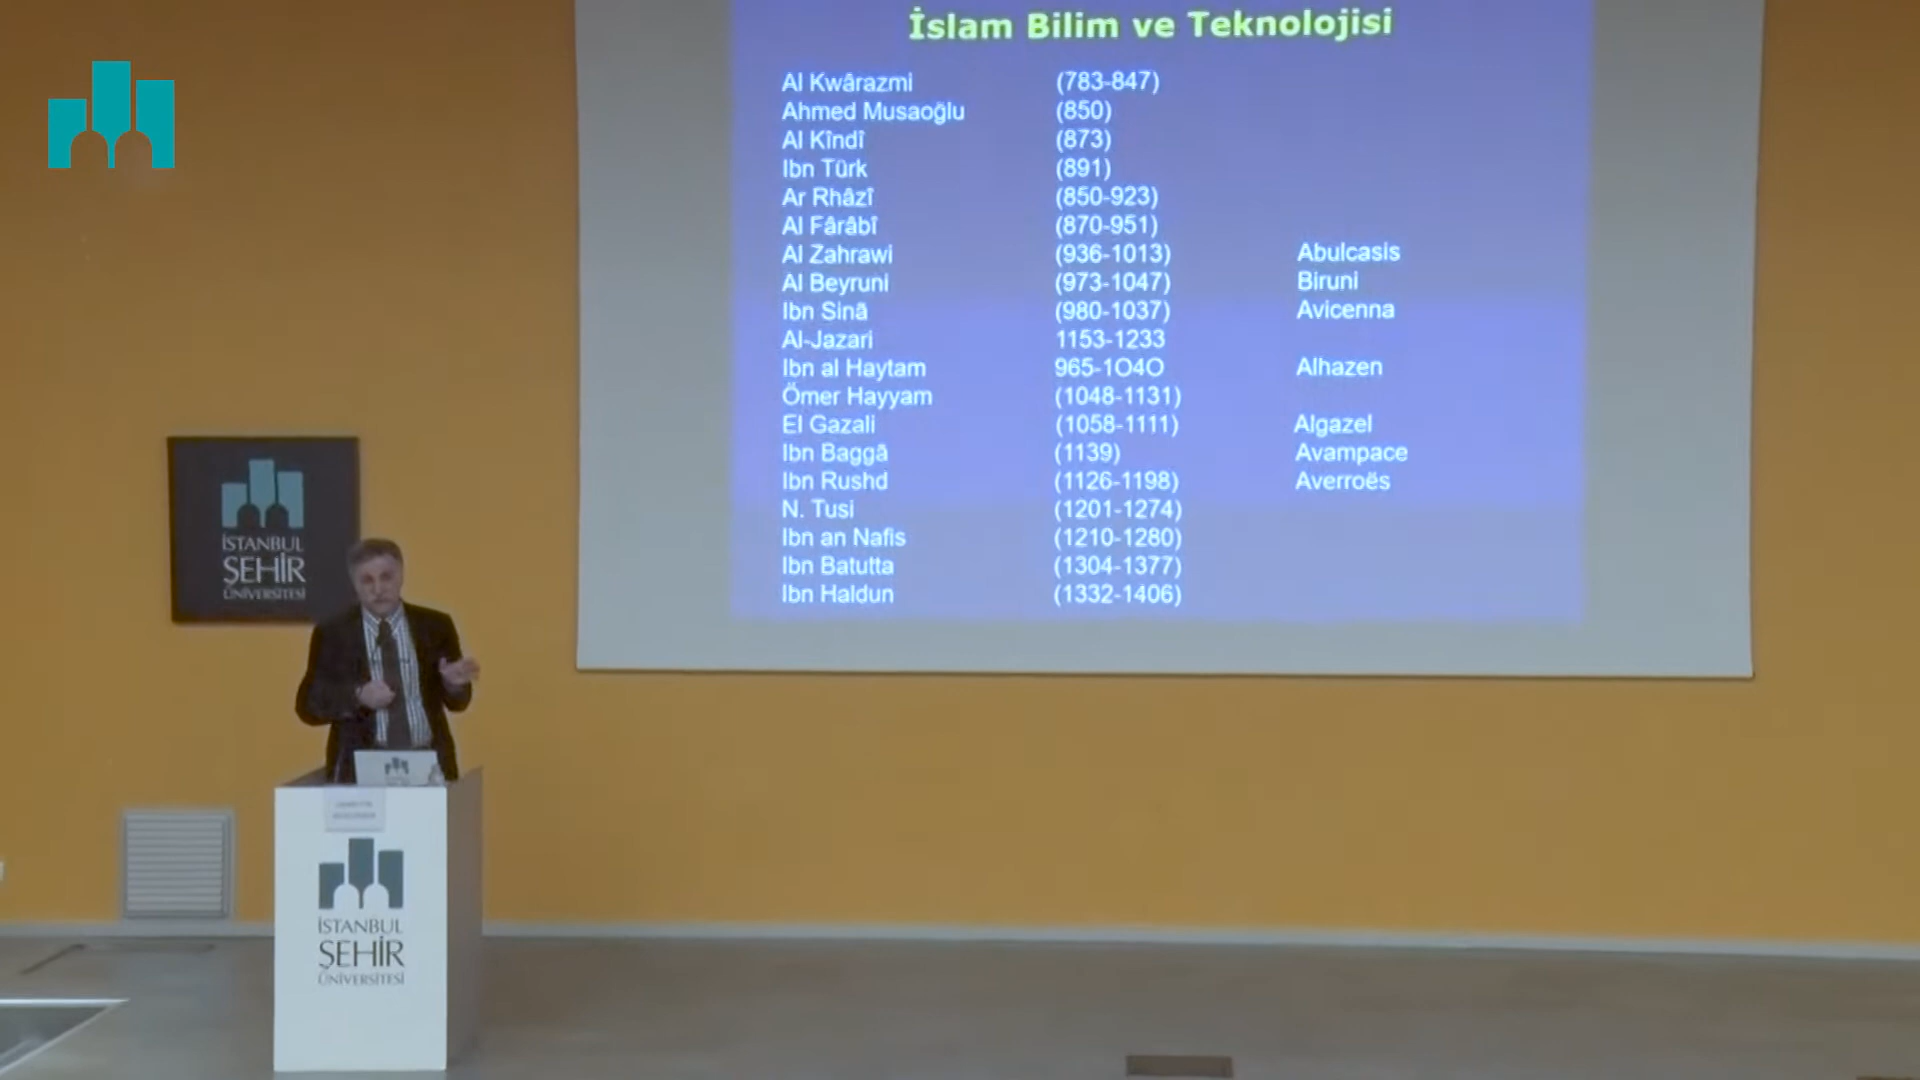 İslam Bilim ve Teknolojisi
Al Kwârazmi (783-847)
Ahmed Musaoğlu (850)
Al Kîndî (873)
Ibn Türk (891)
Ar Rhâzî (850-923)
Al Fârâbî (870-951)
Al Zahrawi (936-1013) Abulcasis
Al Beyruni (973-1047) Biruni
Ibn Sinâ (980-1037) Avicenna
Al-Jazari 1153-1233
Ibn al Haytam 965-1O4O Alhazen
Ömer Hayyam (1048-1131)
El Gazali (1058-1111) Algazel
Ibn Baggâ (1139) Avampace
Ibn Rushd (1126-1198) Averroës
N. Tusi (1201-1274)
Ibn an Nafis (1210-1280)
Ibn Batutta (1304-1377)
Ibn Haldun (1332-1406)
İSTANBUL
ŞEHİR
ÜNİVERSİTESİ
İSTANBUL
ŞEHİR
ÜNİVERSİTESİ